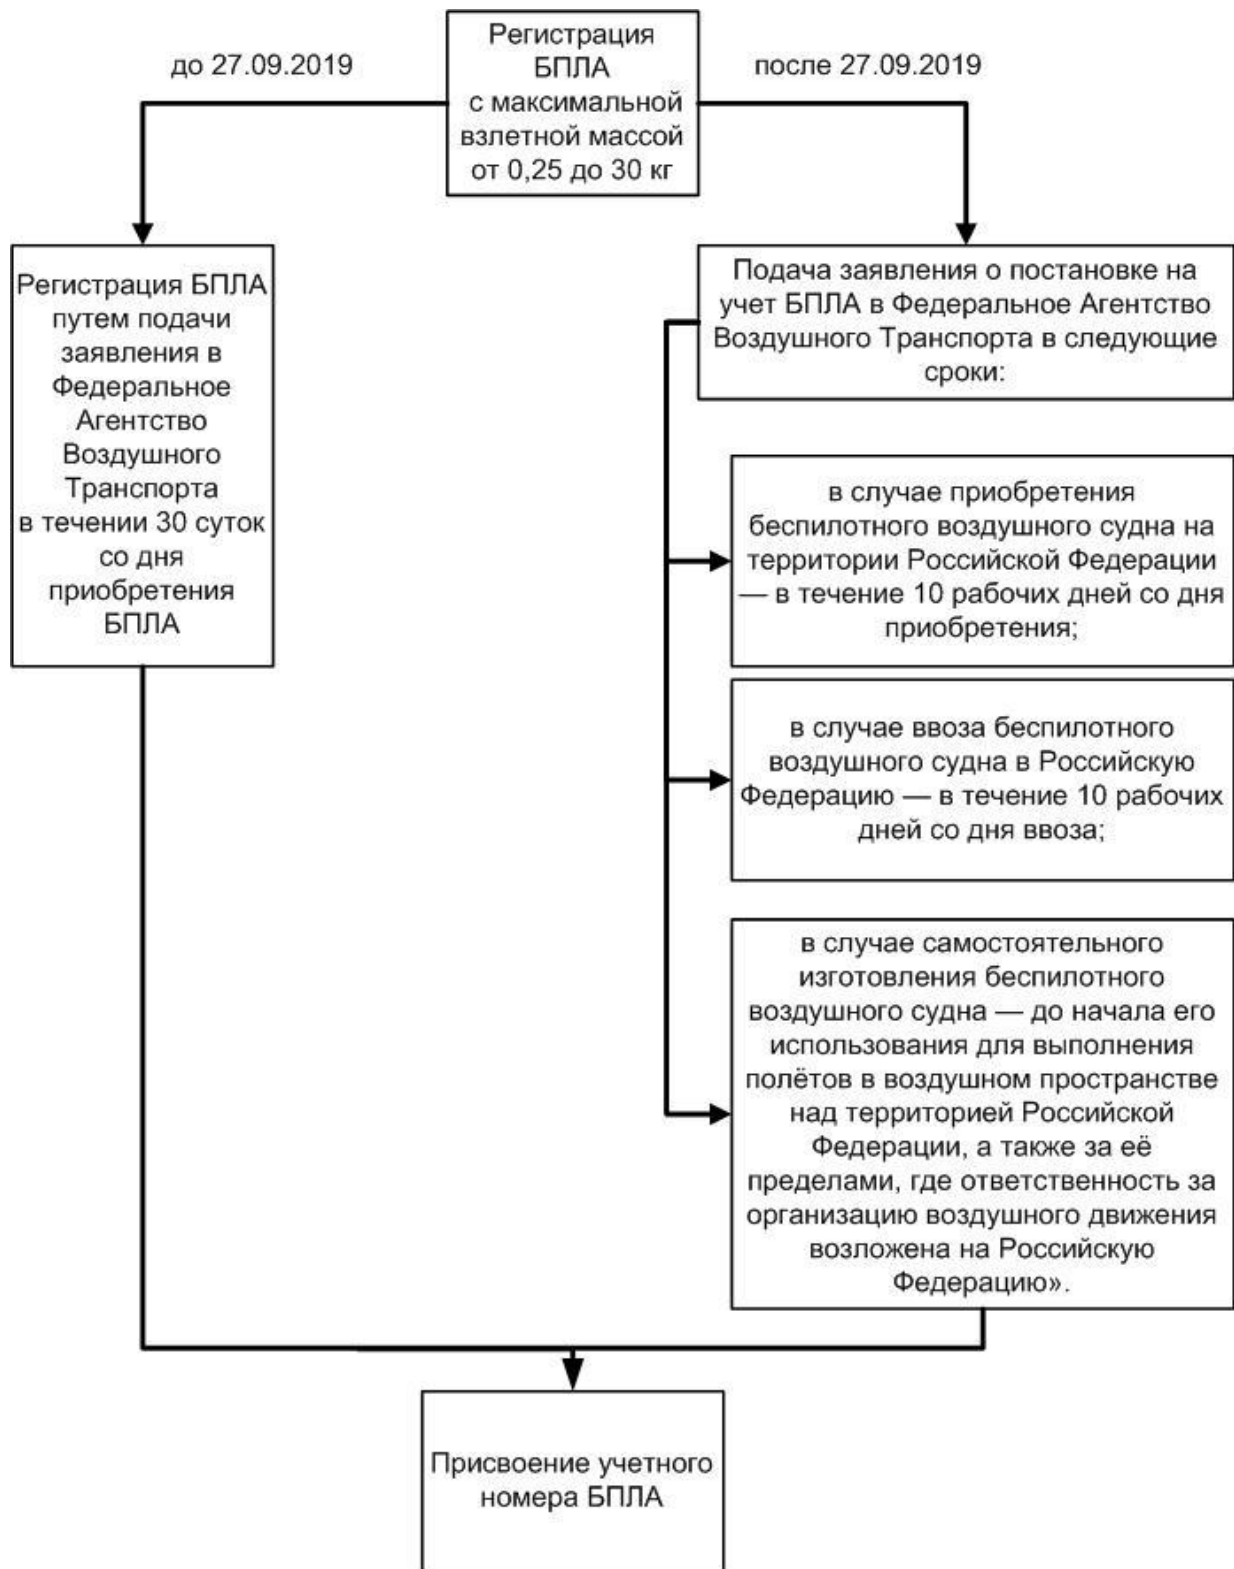 Регистрация
БПЛА
с максимальной
взлетной массой
от 0,25 до 30 кг
до 27.09.2019
после 27.09.2019
Регистрация БПЛА
путем подачи
заявления в
Федеральное
Агентство
Воздушного
Транспорта
в течении 30 суток
со дня
приобретения
БПЛА
Подача заявления о постановке на
учет БПЛА в Федеральное Агентство
Воздушного Транспорта в следующие
сроки:
в случае приобретения
беспилотного воздушного судна на
территории Российской Федерации
— в течение 10 рабочих дней со дня
приобретения;
в случае ввоза беспилотного
воздушного судна в Российскую
Федерацию — в течение 10 рабочих
дней со дня ввоза;
в случае самостоятельного
изготовления беспилотного
воздушного судна — до начала его
использования для выполнения
полётов в воздушном пространстве
над территорией Российской
Федерации, а также за её
пределами, где ответственность за
организацию воздушного движения
возложена на Российскую
Федерацию».
Присвоение учетного
номера БПЛА